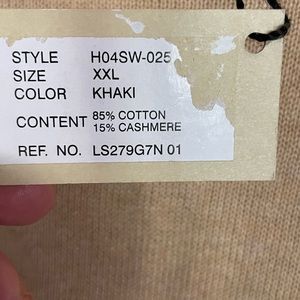 STYLE H04SW-025
SIZE XXL
COLOR KHAKI
CONTENT 85% COTTON
15% CASHMERE
REF. NO. LS279G7N 01